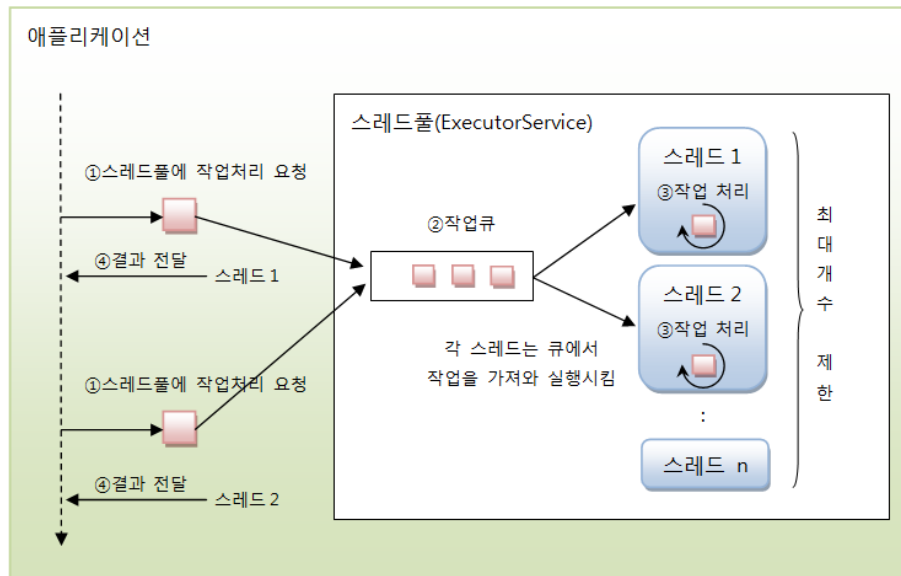 애플리케이션
스레드풀(ExecutorService)
①스레드풀에 작업처리 요청
④결과 전달
스레드 1
①스레드풀에 작업처리 요청
④결과 전달
스레드 2
②작업큐
각 스레드는 큐에서
작업을 가져와 실행시킴
스레드 1
③작업 처리
스레드 2
③작업 처리
:
스레드 n
최
대
개
수
제
한